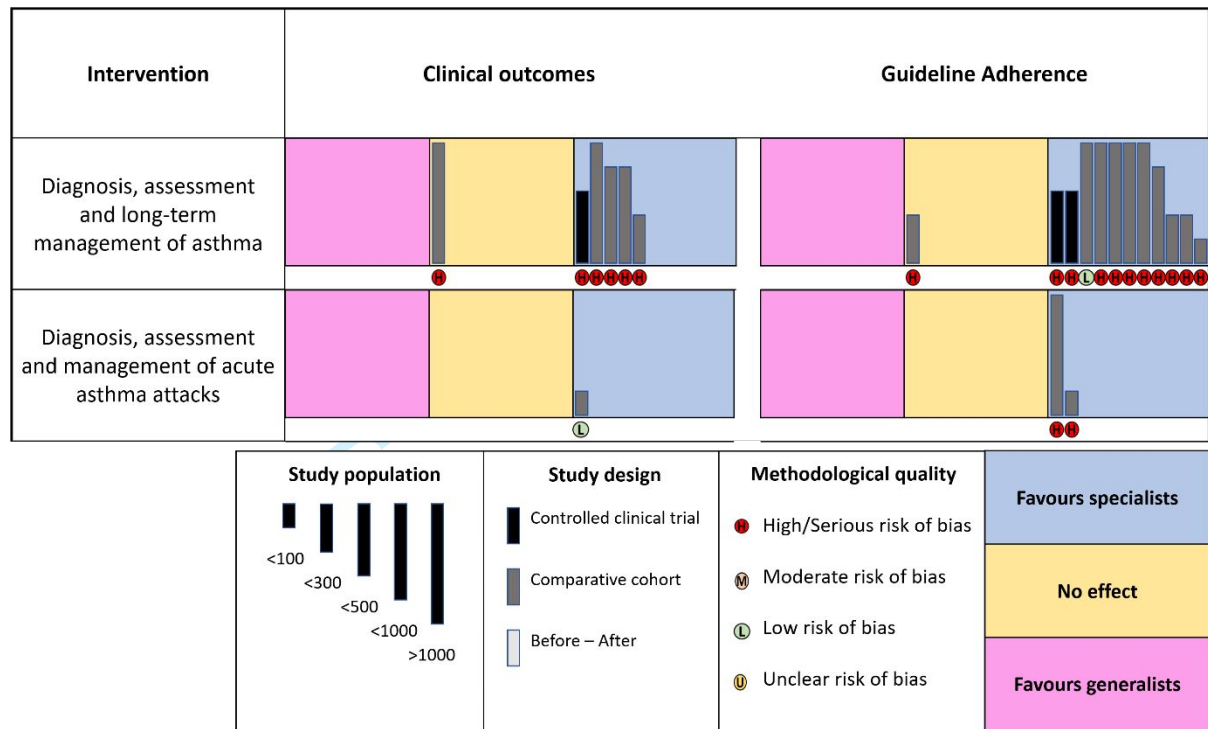 Intervention
Clinical outcomes
Guideline Adherence
Diagnosis, assessment
and long-term
management of asthma
H
H H H H H
H
H H L H H H H H H H H
Diagnosis, assessment
and management of acute
asthma attacks
L
H H
Study population
<100
<300
<500
<1000
>1000
Study design
Controlled clinical trial
Comparative cohort
Before – After
Methodological quality
H High/Serious risk of bias
M Moderate risk of bias
L Low risk of bias
U Unclear risk of bias
Favours specialists
No effect
Favours generalists